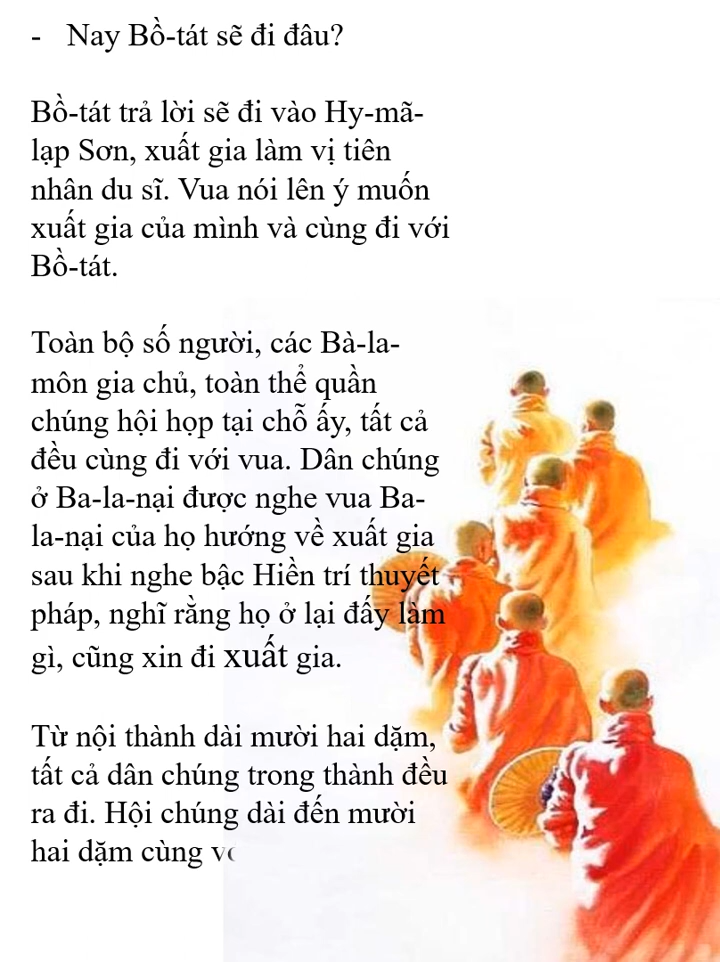 - Nay Bồ-tát sẽ đi đâu?
Bồ-tát trả lời sẽ đi vào Hy-mã-
lạp Sơn, xuất gia làm vị tiên
nhân du sĩ. Vua nói lên ý muốn
xuất gia của mình và cùng đi với
Bồ-tát.
Toàn bộ số người, các Bà-la-
môn gia chủ, toàn thể quần
chúng hội họp tại chỗ ấy, tất cả
đều cùng đi với vua. Dân chúng
ở Ba-la-nại được nghe vua Ba-
la-nại của họ hướng về xuất gia
sau khi nghe bậc Hiền trí thuyết
pháp, nghĩ rằng họ ở lại đấy làm
gì, cũng xin đi xuất gia.
Từ nội thành dài mười hai dặm,
tất cả dân chúng trong thành đều
ra đi. Hội chúng dài đến mười
hai dặm cùng